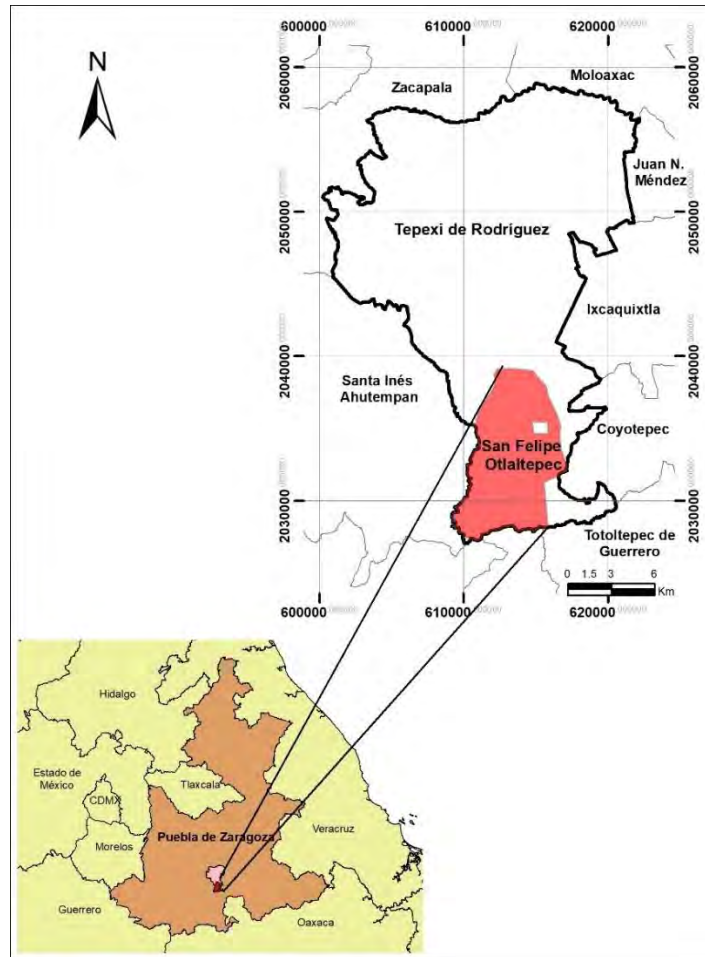 600000
610000
620000
N
2060000
2060000
Moloaxac
Zacapala
Juan N.
Méndez
2050000
2050000
Tepexi de Rodriguez
Ixcaquixtla
2040000
2040000
Santa Inés
Ahutempan
Coyotepec
San Felipe
Otlaltepec
2030000
2030000
Totoltepec de
Guerrero
0 1.5 3 6
Km
600000
610000
620000
Hidalgo
Estado de
México
Tlaxcala
CDMX
Puebla de Zaragoza
Veracruz
Morelos
Guerrero
Oaxaca